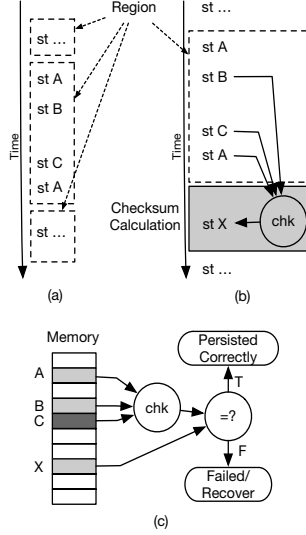 Region
st ...
st A
st B
st C
st A
st ...
Time
(a)
st ...
st A
st B
st C
st A
Checksum
Calculation
st X
chk
st ...
Time
(b)
Memory
A
B
C
X
chk
=?
Persisted
Correctly
T
F
Failed/
Recover
(c)